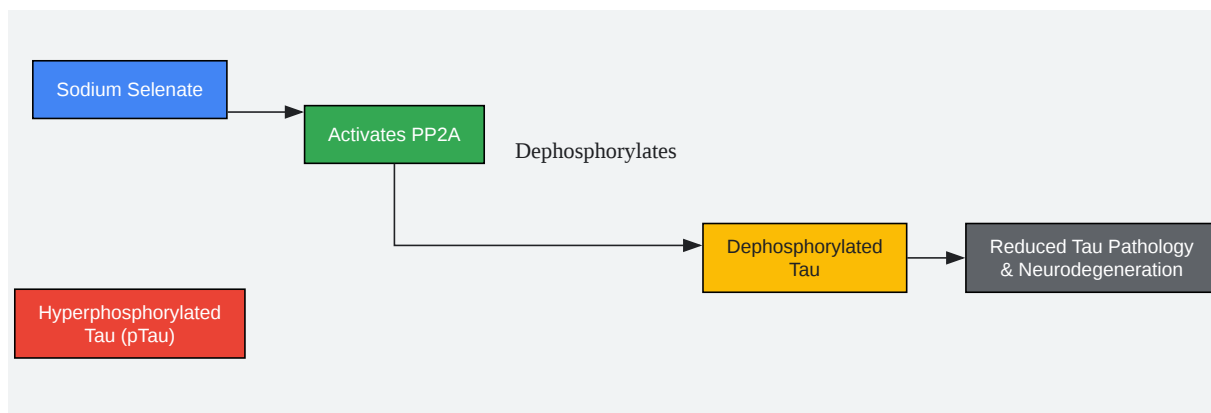 Sodium Selenate
Activates PP2A
Dephosphorylates
Dephosphorylated
Tau
Reduced Tau Pathology
& Neurodegeneration
Hyperphosphorylated
Tau (pTau)